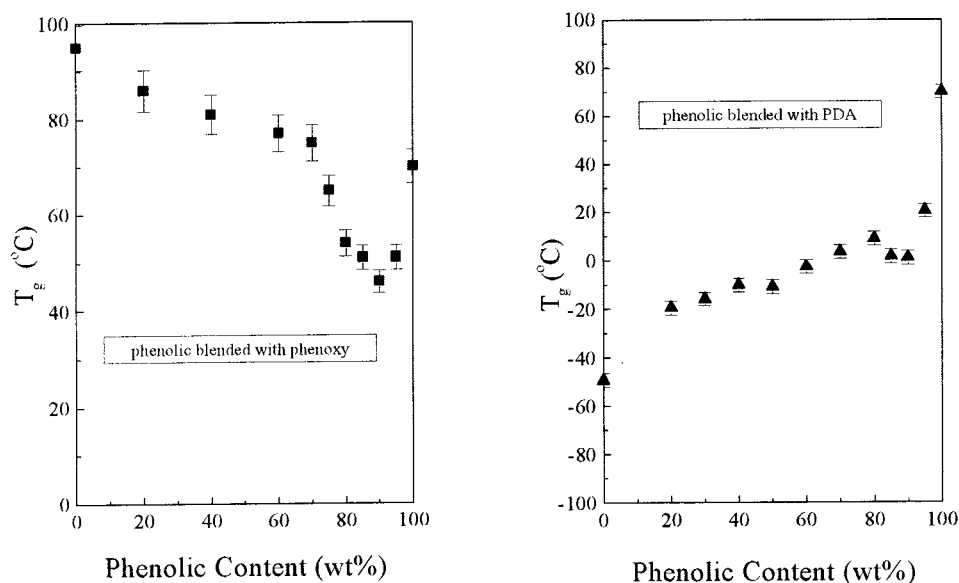 100
80
60
40
20
0
T_g (°C)
phenolic blended with phenoxy
0 20 40 60 80 100
Phenolic Content (wt%)
100
80
60
40
20
0
-20
-40
-60
-80
-100
T_g (°C)
phenolic blended with PDA
0 20 40 60 80 100
Phenolic Content (wt%)